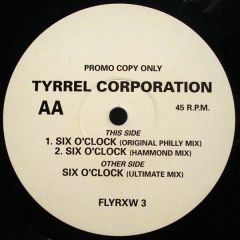 PROMO COPY ONLY
TYRREL CORPORATION
AA
45 R.P.M.
THIS SIDE
1. SIX O'CLOCK (ORIGINAL PHILLY MIX)
2. SIX O'CLOCK (HAMMOND MIX)
OTHER SIDE
SIX O'CLOCK (ULTIMATE MIX)
FLYRXW 3